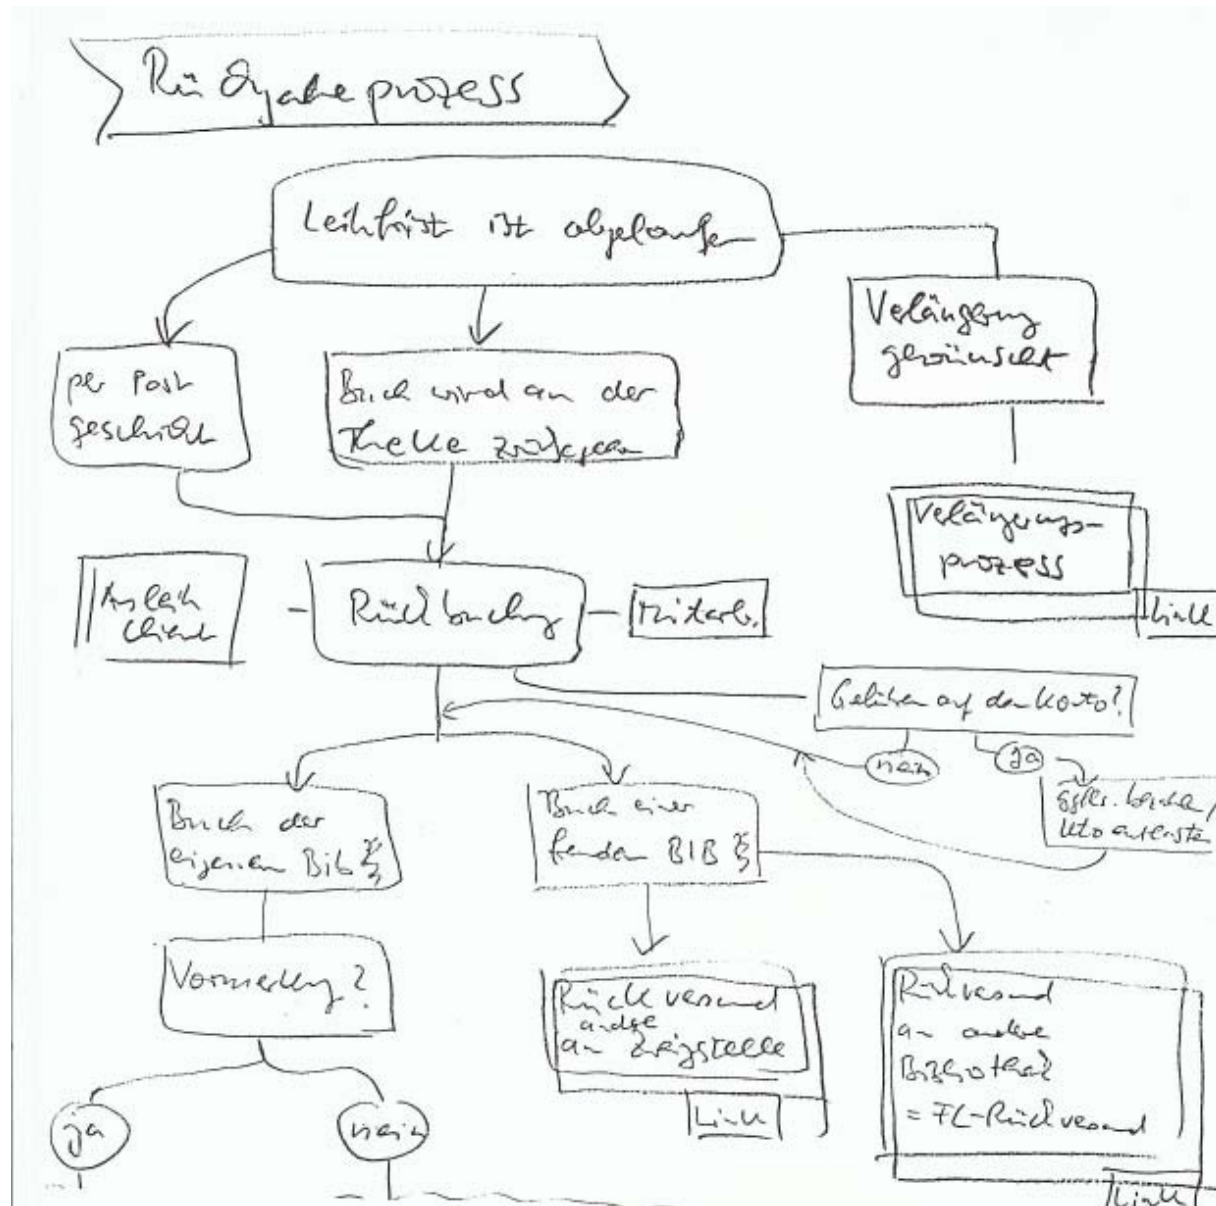 Rückgabeprozess
Leihfrist ist abgelaufen
per Post
geschickt
Buch wird an der
Theke
Verlängerung
gewünscht
Verlängerungs-
prozess
Link
Ausleih
Client
Rückbuchung
Mitarb.
Gebühren auf dem Konto?
nein
ja
Buch der
eigenen Bib
Buch einer
fremden BIB
Vormerkung?
ja
nein
Rückversand
andre
an Zweigstelle
Link
Rückversand
an andere
Bibliothek
= FL-Rückversand
Link